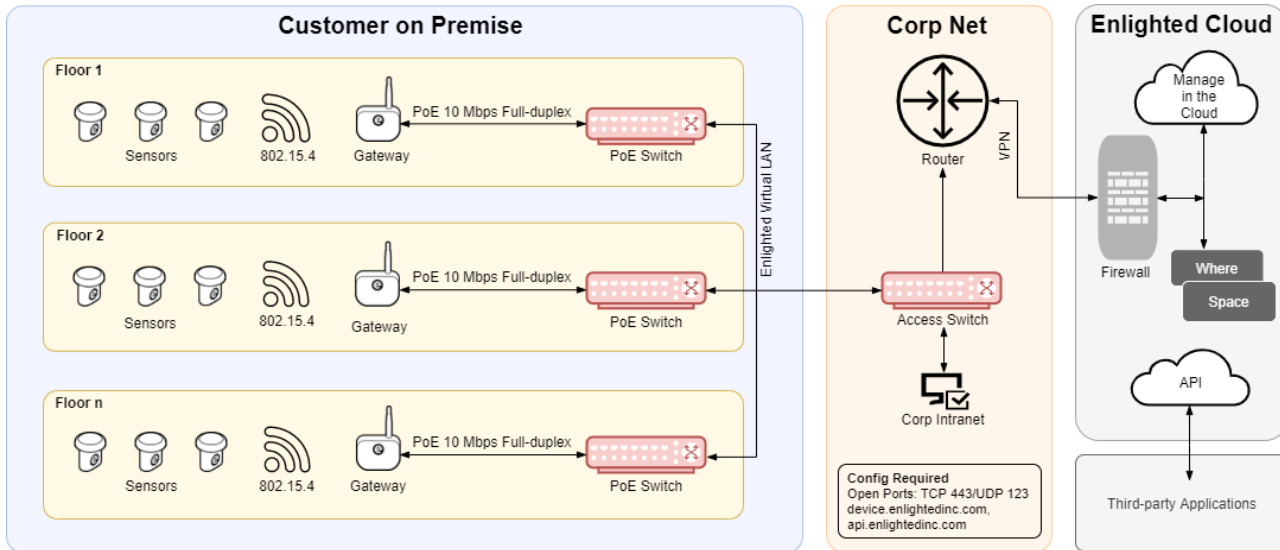 Customer on Premise
Floor 1
Sensors
802.15.4
Gateway
PoE 10 Mbps Full-duplex
PoE Switch
Floor 2
Sensors
802.15.4
Gateway
PoE 10 Mbps Full-duplex
PoE Switch
Floor n
Sensors
802.15.4
Gateway
PoE 10 Mbps Full-duplex
PoE Switch
Enlighted Virtual LAN
Corp Net
Router
VPN
Access Switch
Corp Intranet
Config Required
Open Ports: TCP 443/UDP 123
device.enlightedinc.com,
api.enlightedinc.com
Enlighted Cloud
Manage
in the
Cloud
Firewall
Where
Space
API
Third-party Applications